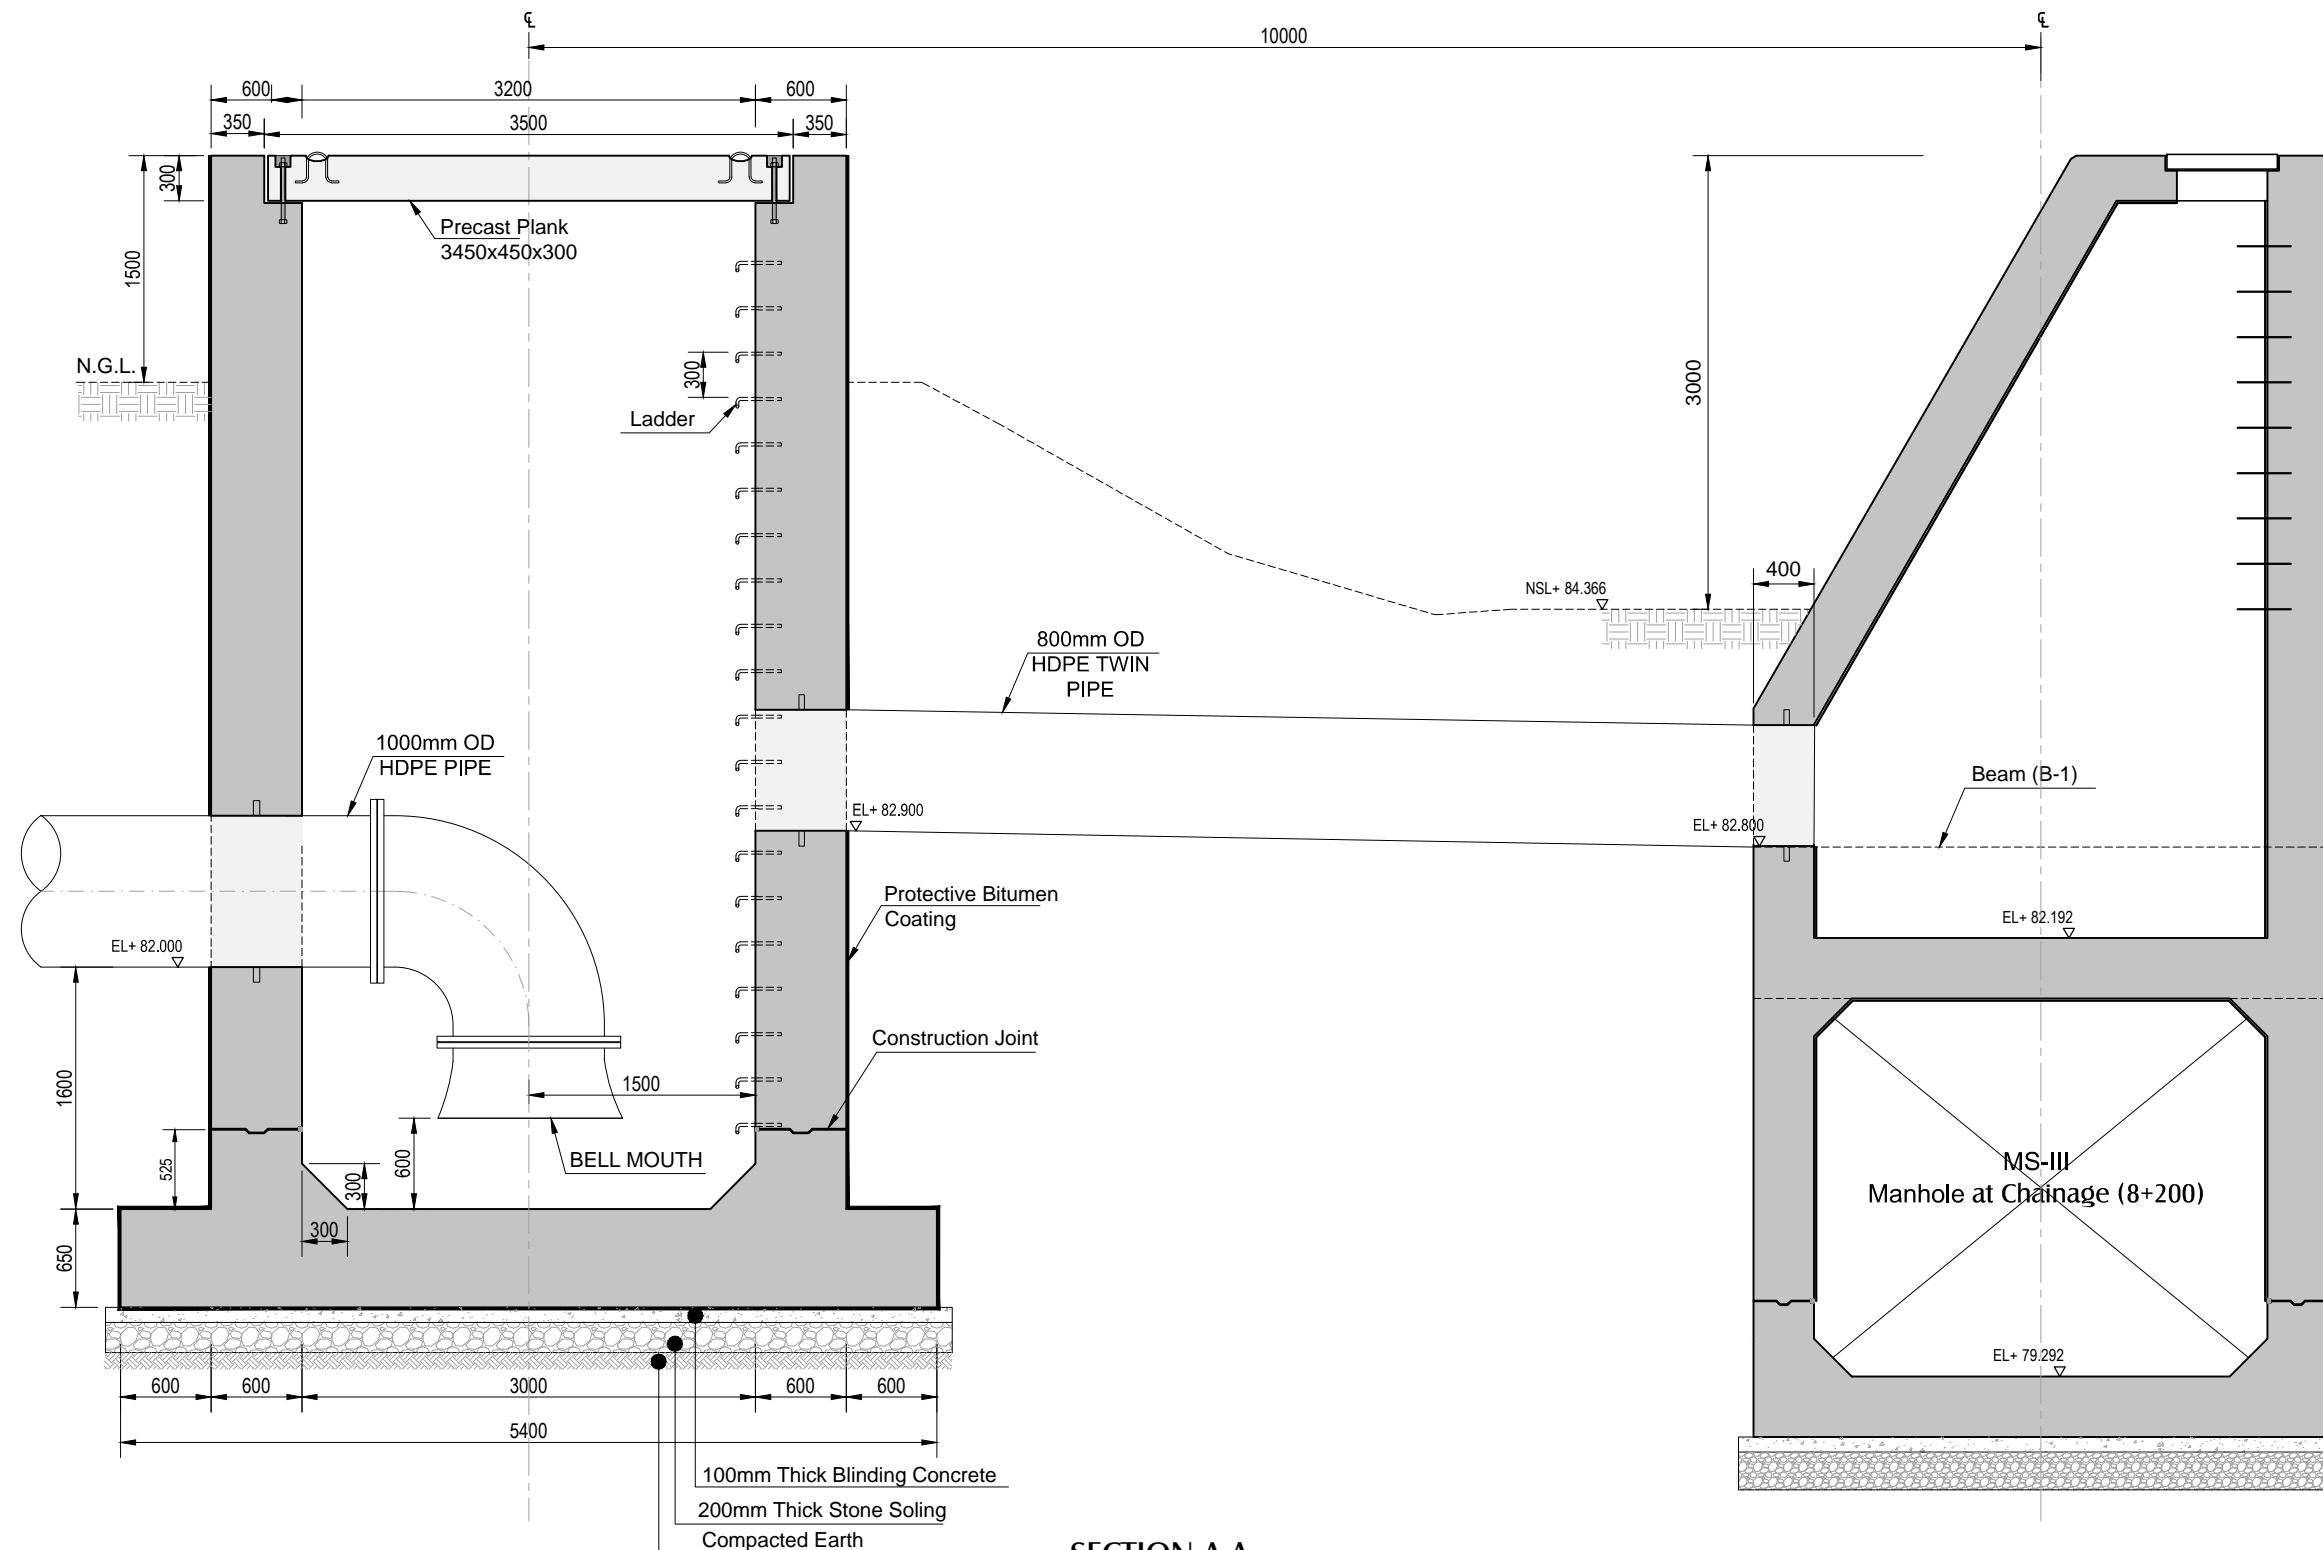 ℄
℄
10000
600
3200
600
350
3500
350
300
1500
Precast Plank
3450x450x300
N.G.L.
300
Ladder
3000
400
NSL+ 84.366
800mm OD
HDPE TWIN
PIPE
1000mm OD
HDPE PIPE
EL+ 82.900
EL+ 82.800
Beam (B-1)
EL+ 82.000
Protective Bitumen
Coating
EL+ 82.192
Construction Joint
1600
1500
525
600
300
BELL MOUTH
MS-III
Manhole at Chainage (8+200)
300
650
EL+ 79.292
600
600
3000
600
600
5400
100mm Thick Blinding Concrete
200mm Thick Stone Soling
Compacted Earth
SECTION A-A